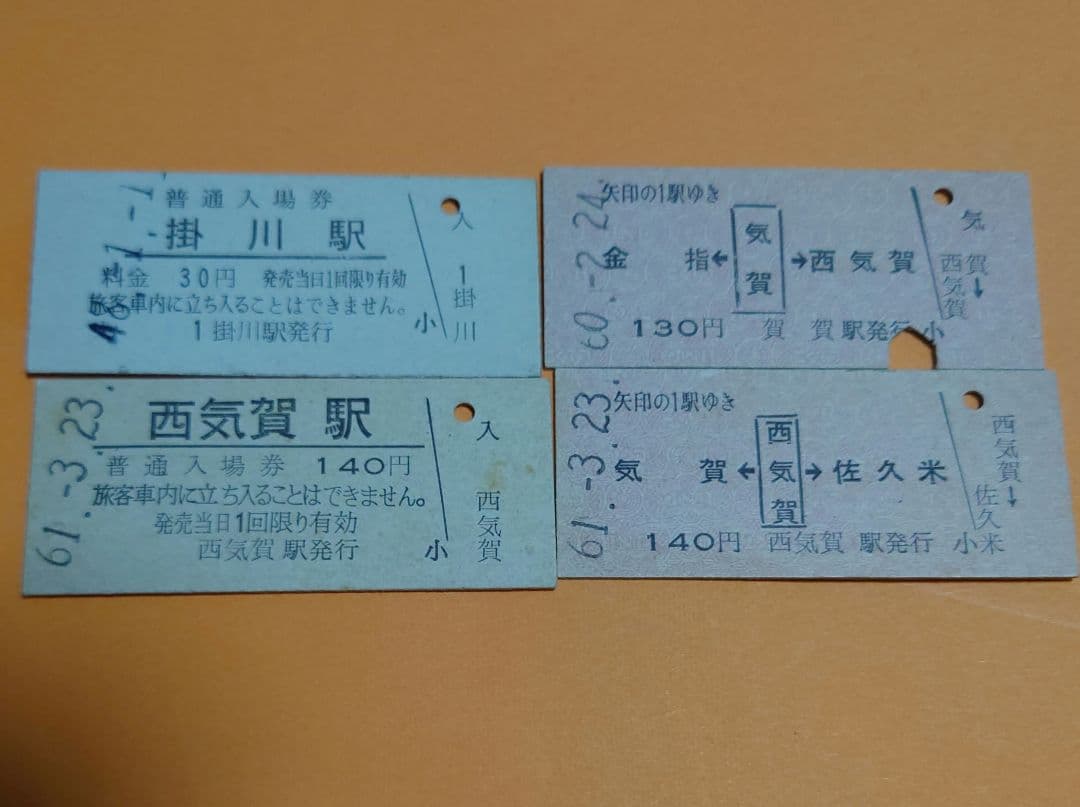 普通入場券
掛川駅
料金 30円 発売当日1回限り有効
旅客車内に立ち入ることはできません。
1 掛川駅発行
小
入
1
掛川
60.-2.24.
矢印の1駅ゆき
金指←気賀→西気賀
130円 賀 賀 駅発行
小
気賀
西気賀↓
61.-3.23.
西気賀駅
普通入場券 140円
旅客車内に立ち入ることはできません。
発売当日1回限り有効
西気賀 駅発行
小
入
西気賀
61.-3.23.
矢印の1駅ゆき
気賀←西気賀→佐久米
140円 西気賀 駅発行
小
西気賀↓
佐久米